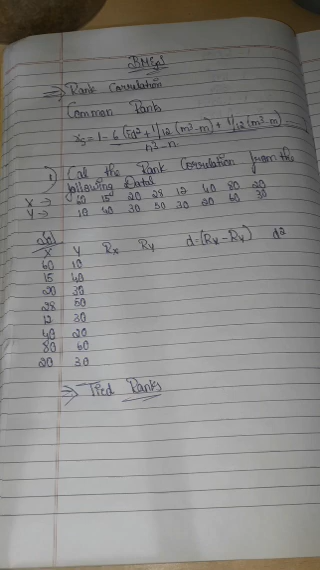 BMSgt
⇒ Rank Correlation
Common Rank
rs = 1 - 6 (Σd² + 1/12 (m³-m) + 1/12 (m³-m) ......
n³-n
1) Cal the Rank Correlation from the
following Data
X → 60 15 20 28 12 40 80 20
Y → 10 40 30 50 30 20 60 30
Sol
X Y Rx Ry d=(Rx-Ry) d²
60 10
15 40
20 30
28 50
12 30
40 20
80 60
20 30
⇒ Tied Ranks